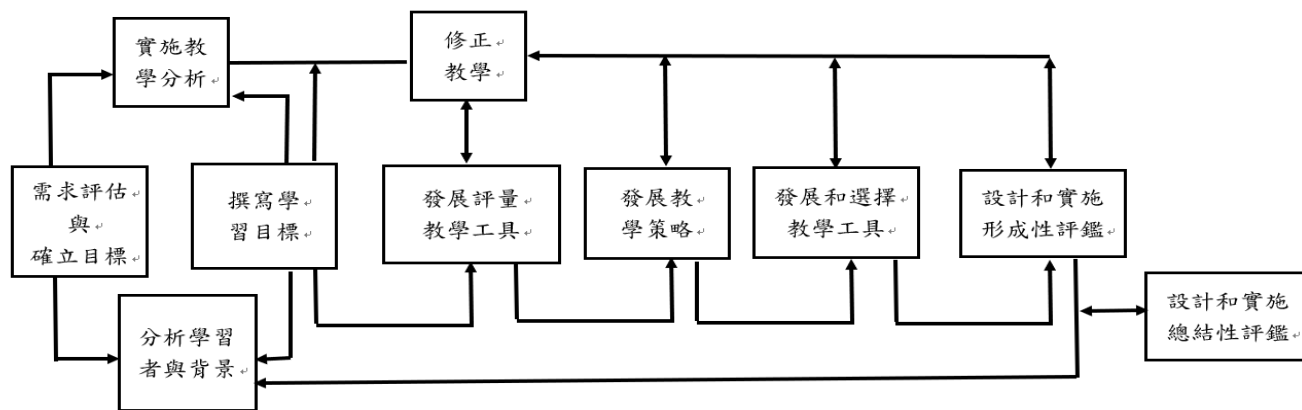 實施教
學分析
修正
教學
需求評估
與
確立目標
撰寫學
習目標
發展評量
教學工具
發展教
學策略
發展和選擇
教學工具
設計和實施
形成性評鑑
分析學習
者與背景
設計和實施
總結性評鑑